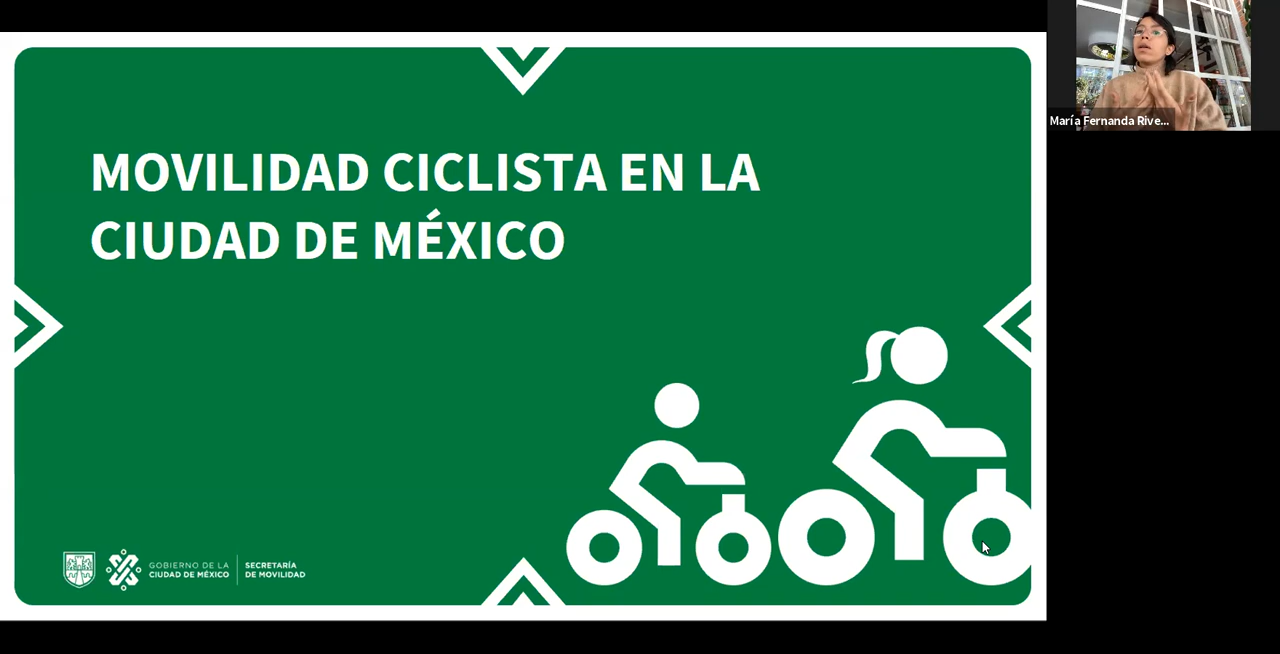 MOVILIDAD CICLISTA EN LA
CIUDAD DE MÉXICO
María Fernanda Rive...
GOBIERNO DE LA
CIUDAD DE MÉXICO
SECRETARÍA
DE MOVILIDAD